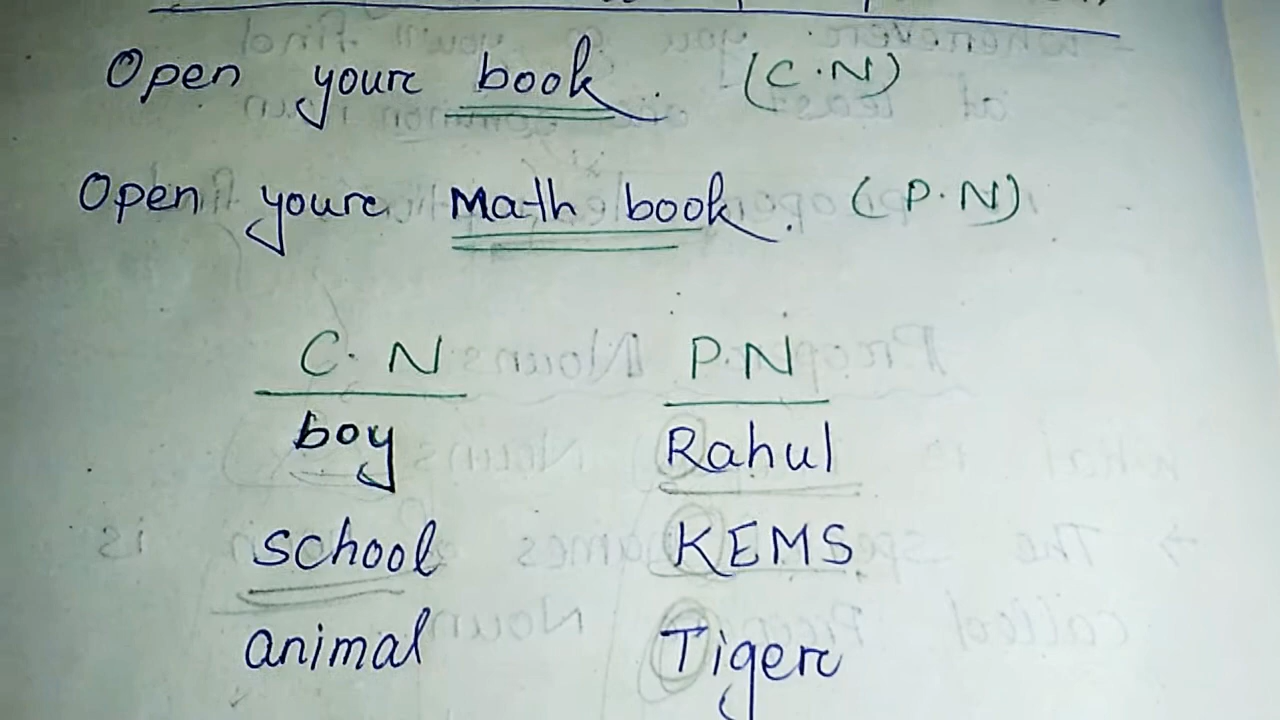 Open your book. (C.N)
Open your Math book. (P.N)
C.N P.N
boy Rahul
school KEMS
animal Tiger